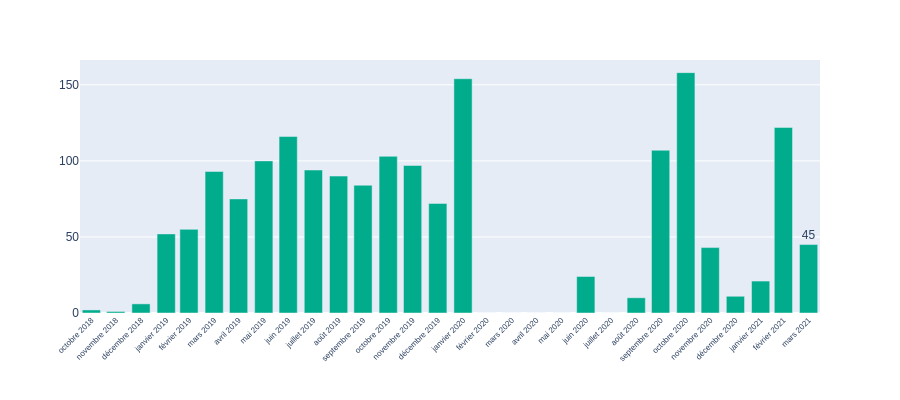 150
100
50
0
45
octobre 2018
novembre 2018
décembre 2018
janvier 2019
février 2019
mars 2019
avril 2019
mai 2019
juin 2019
juillet 2019
août 2019
septembre 2019
octobre 2019
novembre 2019
décembre 2019
janvier 2020
février 2020
mars 2020
avril 2020
mai 2020
juin 2020
juillet 2020
août 2020
septembre 2020
octobre 2020
novembre 2020
décembre 2020
janvier 2021
février 2021
mars 2021